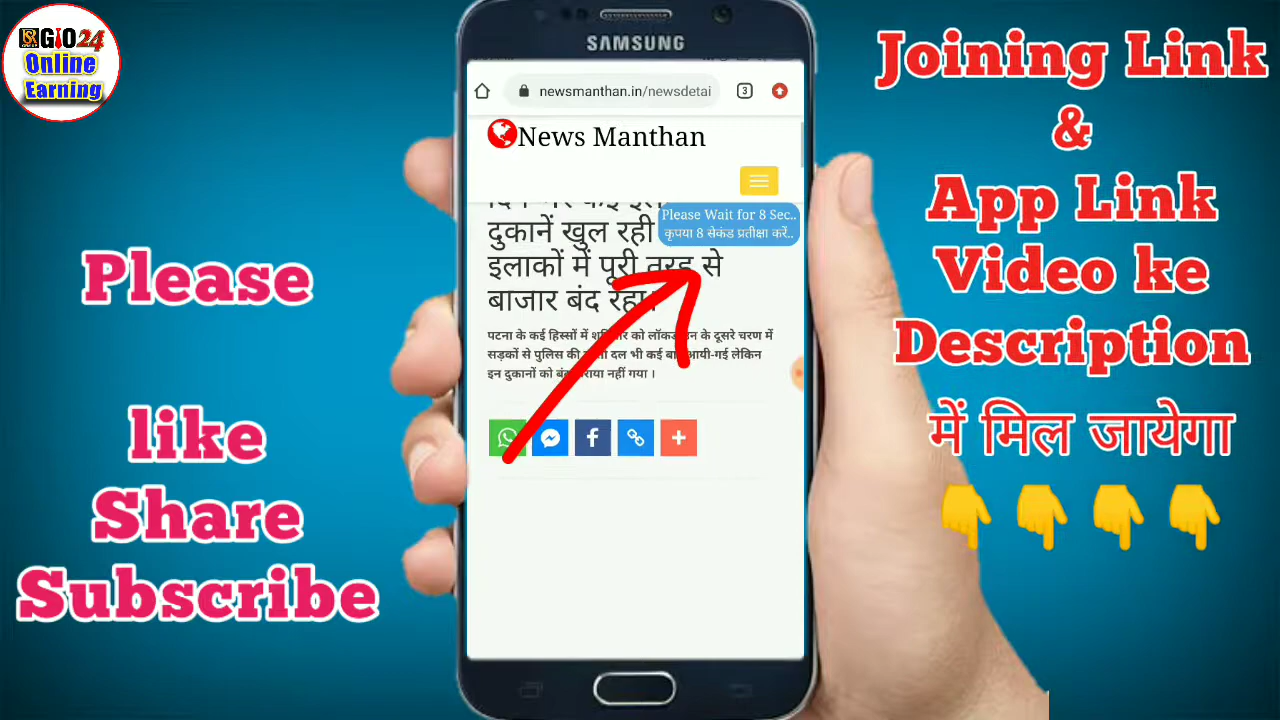 GIO24
Online
Earning
Please
like
Share
Subscribe
SAMSUNG
newsmanthan.in/newsdetai
3
News Manthan
Please Wait for 8 Sec..
कृपया 8 सेकंड प्रतीक्षा करें..
दुकानें खुल रही
इलाकों में पूरी तरह से
बाजार बंद रहा
पटना के कई हिस्सों में शनिवार को लॉकडाउन के दूसरे चरण में
सड़कों से पुलिस की दल भी कई बार आयी-गई लेकिन
इन दुकानों को बंद कराया नहीं गया ।
Joining Link
&
App Link
Video ke
Description
में मिल जायेगा